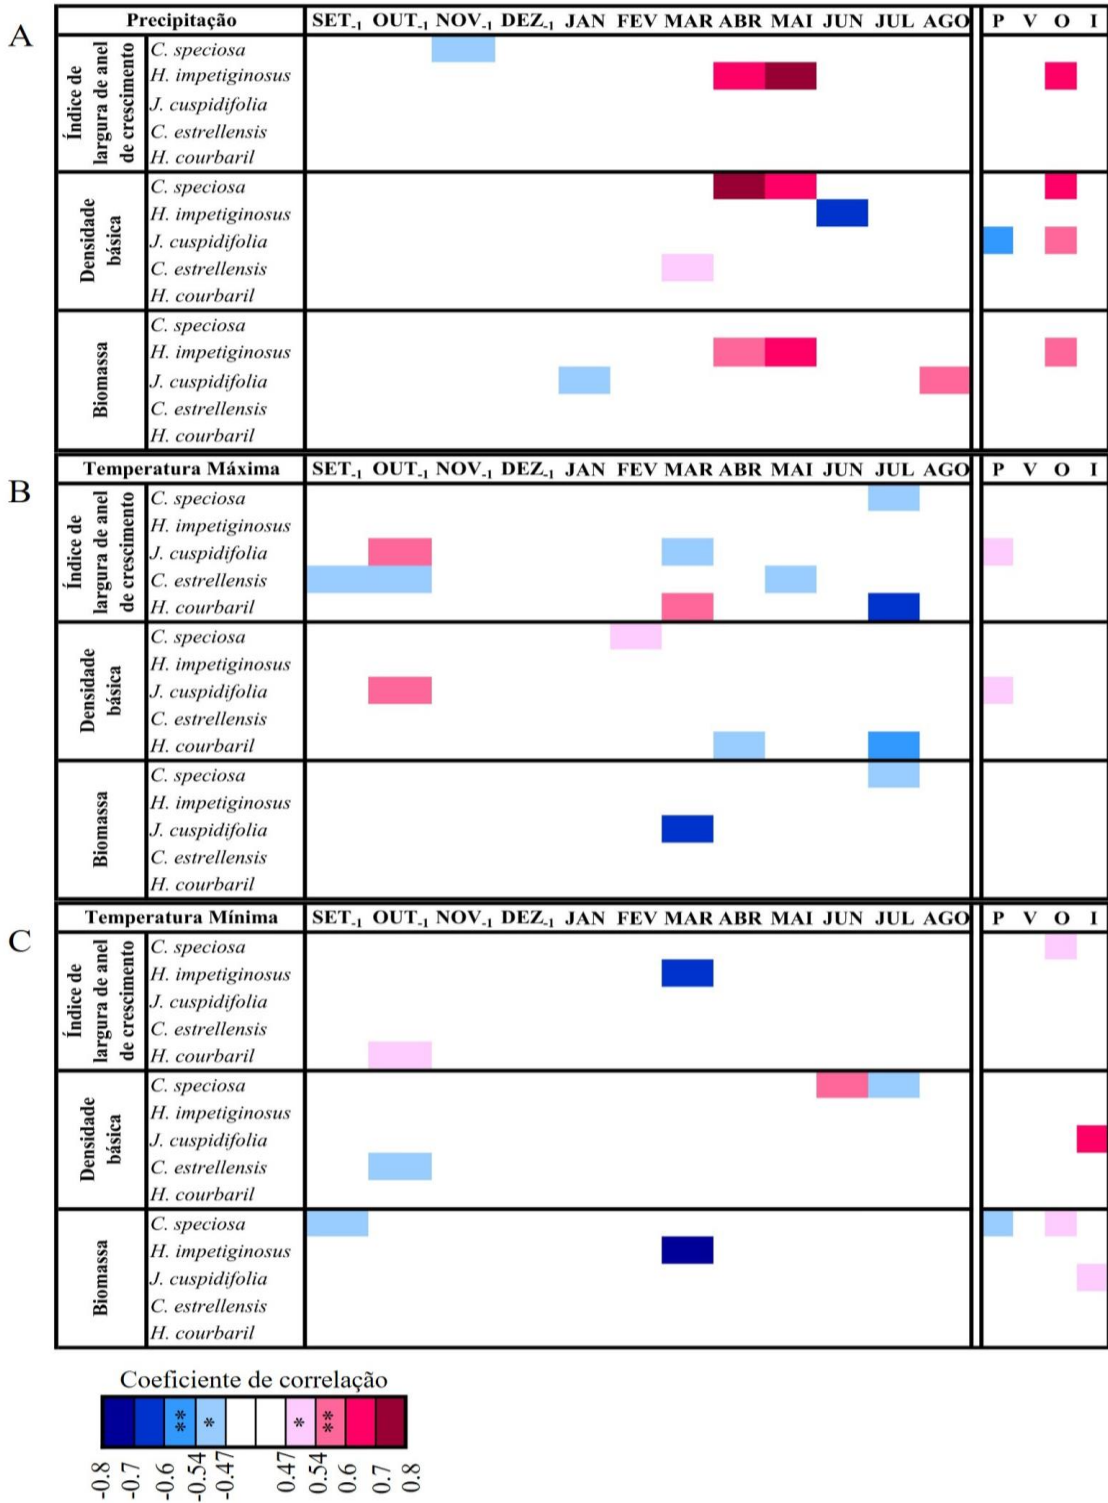 A
Precipitação SET-1 OUT-1 NOV-1 DEZ-1 JAN FEV MAR ABR MAI JUN JUL AGO P V O I
Índice de
largura de anel
de crescimento
C. speciosa
H. impetiginosus
J. cuspidifolia
C. estrellensis
H. courbaril
Densidade
básica
C. speciosa
H. impetiginosus
J. cuspidifolia
C. estrellensis
H. courbaril
Biomassa
C. speciosa
H. impetiginosus
J. cuspidifolia
C. estrellensis
H. courbaril
B
Temperatura Máxima SET-1 OUT-1 NOV-1 DEZ-1 JAN FEV MAR ABR MAI JUN JUL AGO P V O I
Índice de
largura de anel
de crescimento
C. speciosa
H. impetiginosus
J. cuspidifolia
C. estrellensis
H. courbaril
Densidade
básica
C. speciosa
H. impetiginosus
J. cuspidifolia
C. estrellensis
H. courbaril
Biomassa
C. speciosa
H. impetiginosus
J. cuspidifolia
C. estrellensis
H. courbaril
C
Temperatura Mínima SET-1 OUT-1 NOV-1 DEZ-1 JAN FEV MAR ABR MAI JUN JUL AGO P V O I
Índice de
largura de anel
de crescimento
C. speciosa
H. impetiginosus
J. cuspidifolia
C. estrellensis
H. courbaril
Densidade
básica
C. speciosa
H. impetiginosus
J. cuspidifolia
C. estrellensis
H. courbaril
Biomassa
C. speciosa
H. impetiginosus
J. cuspidifolia
C. estrellensis
H. courbaril
Coeficiente de correlação
** * * **
-0.8 -0.7 -0.6 -0.54 -0.47 0.47 0.54 0.6 0.7 0.8